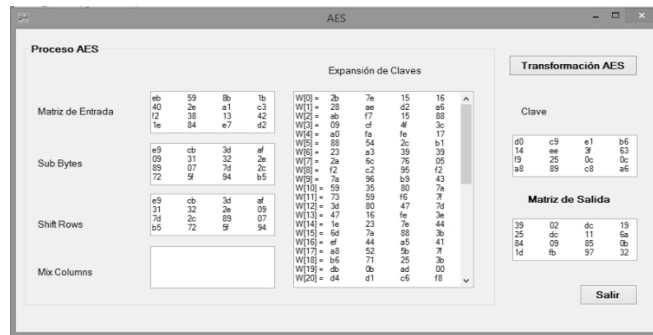 AES
Proceso AES
Expansión de Claves
Matriz de Entrada
eb 59 8b 1b
40 2e a1 c3
f2 38 13 42
1e 84 e7 d2
Sub Bytes
e9 cb 3d af
09 31 32 2e
89 07 7d 2c
72 5f 94 b5
Shift Rows
e9 cb 3d af
31 32 2e 09
7d 2c 89 07
b5 72 5f 94
Mix Columns
W[0] = 2b 7e 15 16
W[1] = 28 ae d2 a6
W[2] = ab f7 15 88
W[3] = 09 cf 4f 3c
W[4] = a0 fa fe 17
W[5] = 88 54 2c b1
W[6] = 23 a3 39 39
W[7] = 2a 6c 76 05
W[8] = f2 c2 95 f2
W[9] = 7a 96 b9 43
W[10] = 59 35 80 7a
W[11] = 73 59 f6 7f
W[12] = 3d 80 47 7d
W[13] = 47 16 fe 3e
W[14] = 1e 23 7e 44
W[15] = 6d 7a 88 3b
W[16] = ef 44 a5 41
W[17] = a8 52 5b 7f
W[18] = b6 71 25 3b
W[19] = db 0b ad 00
W[20] = d4 d1 c6 f8
Transformación AES
Clave
d0 c9 e1 b6
14 ee 3f 63
f9 25 0c 0c
a8 89 c8 a6
Matriz de Salida
39 02 dc 19
25 dc 11 6a
84 09 85 0b
1d fb 97 32
Salir